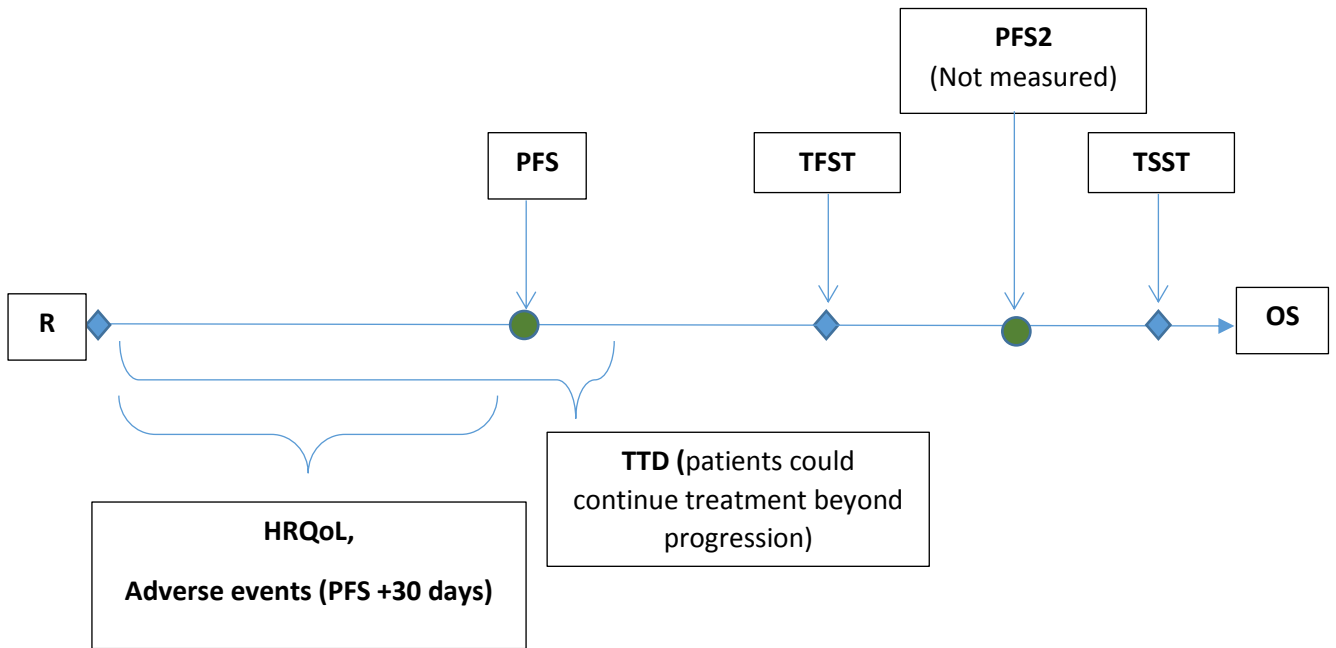 PFS2
(Not measured)
PFS
TFST
TSST
R
OS
TTD (patients could
continue treatment beyond
progression)
HRQoL,
Adverse events (PFS +30 days)